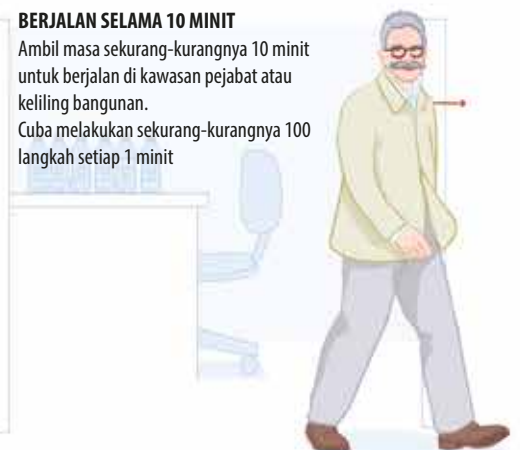 BERJALAN SELAMA 10 MINIT
Ambil masa sekurang-kurangnya 10 minit
untuk berjalan di kawasan pejabat atau
keliling bangunan.
Cuba melakukan sekurang-kurangnya 100
langkah setiap 1 minit